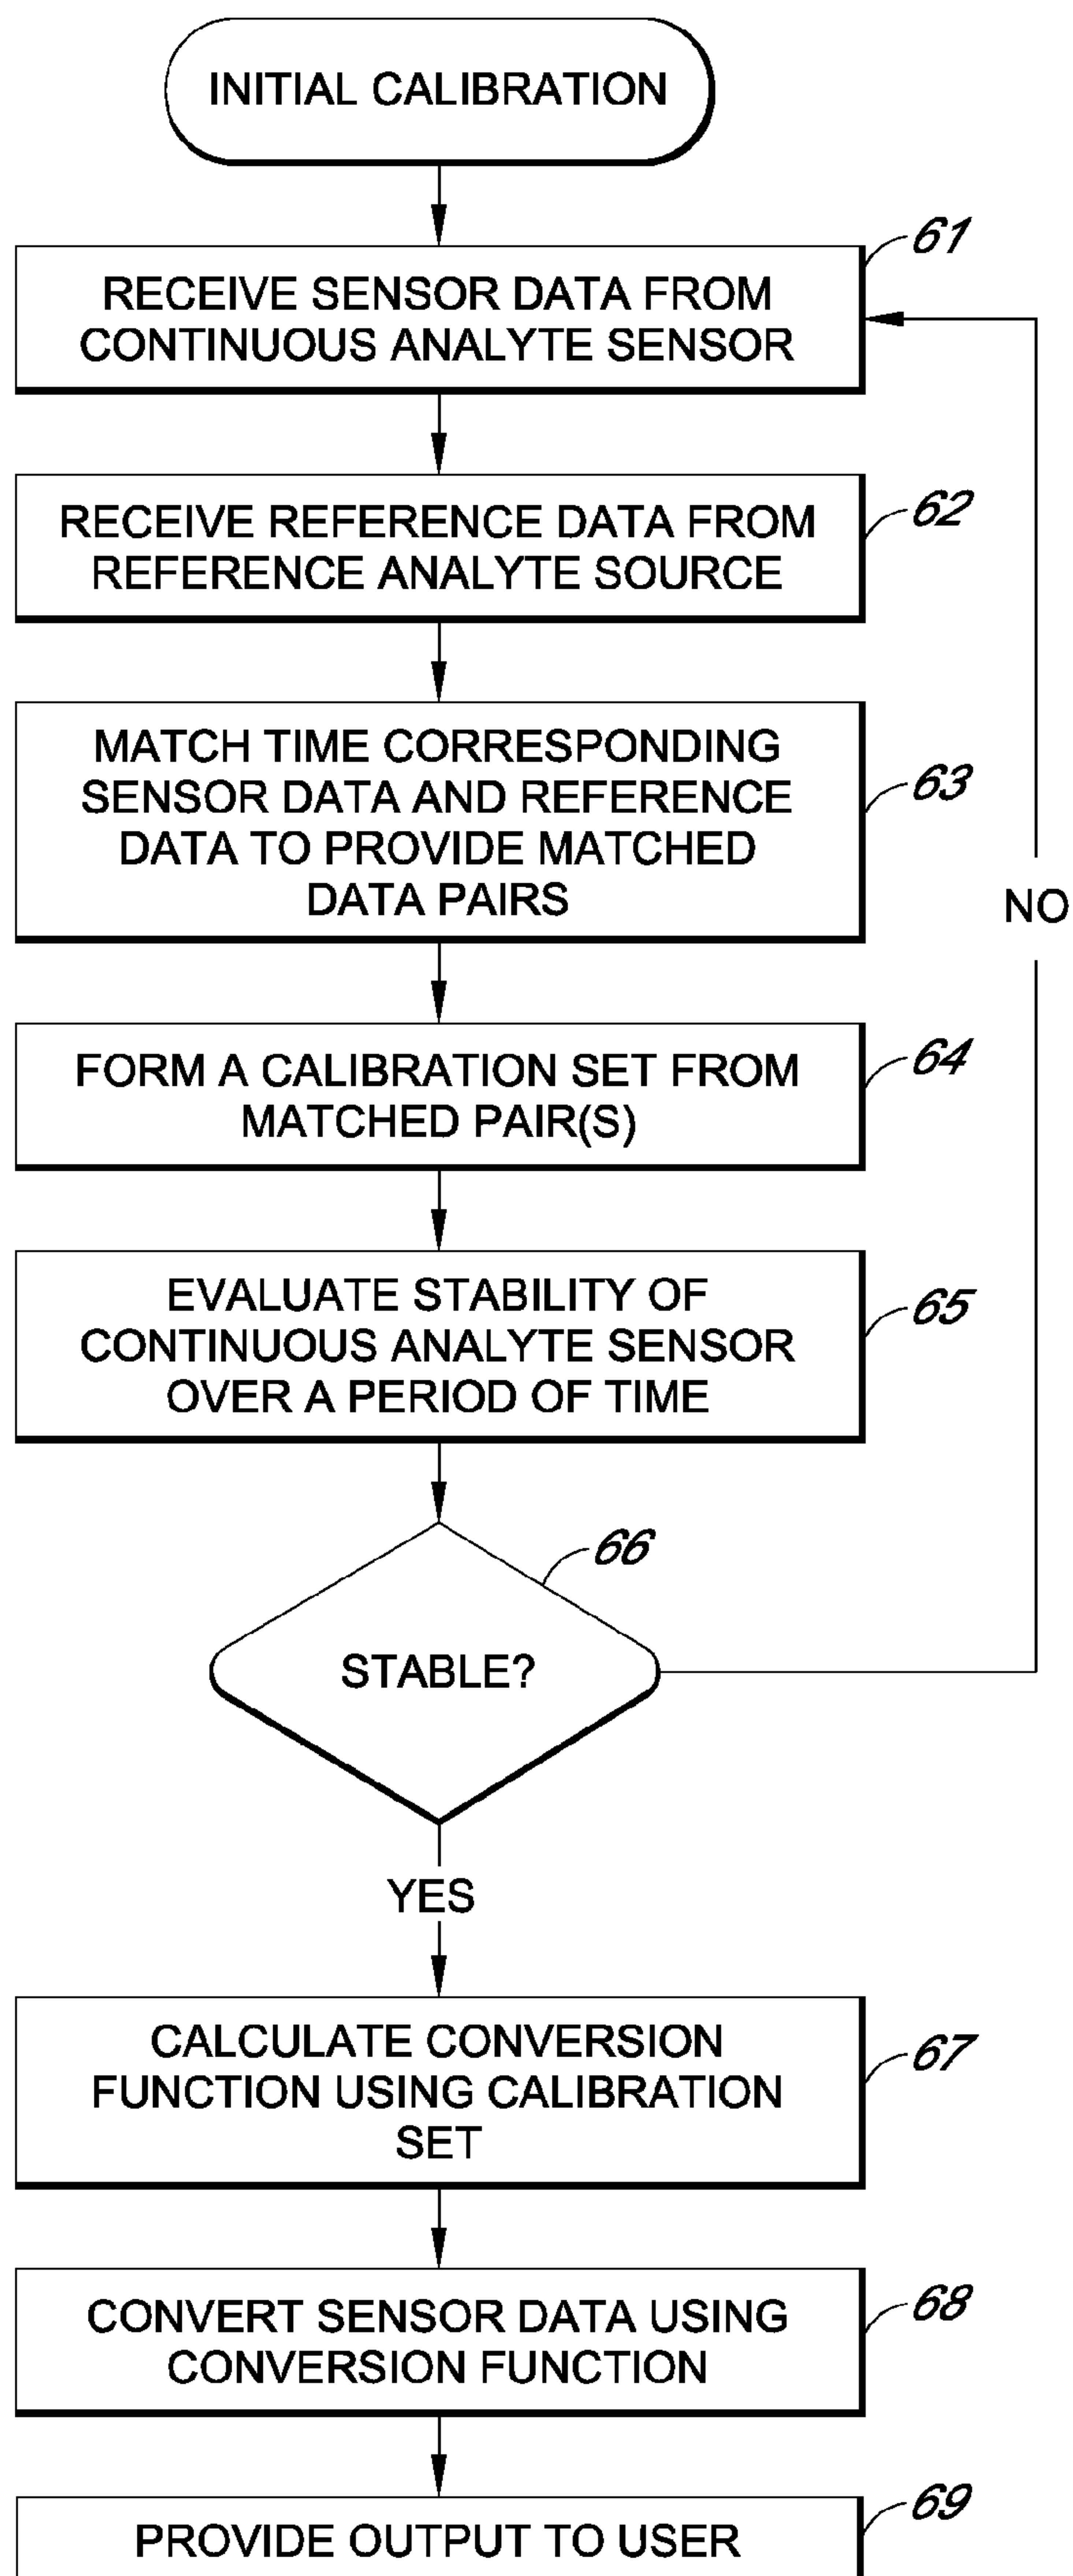 INITIAL CALIBRATION
61
RECEIVE SENSOR DATA FROM
CONTINUOUS ANALYTE SENSOR
62
RECEIVE REFERENCE DATA FROM
REFERENCE ANALYTE SOURCE
63
MATCH TIME CORRESPONDING
SENSOR DATA AND REFERENCE
DATA TO PROVIDE MATCHED
DATA PAIRS
NO
64
FORM A CALIBRATION SET FROM
MATCHED PAIR(S)
65
EVALUATE STABILITY OF
CONTINUOUS ANALYTE SENSOR
OVER A PERIOD OF TIME
66
STABLE?
YES
67
CALCULATE CONVERSION
FUNCTION USING CALIBRATION
SET
68
CONVERT SENSOR DATA USING
CONVERSION FUNCTION
69
PROVIDE OUTPUT TO USER